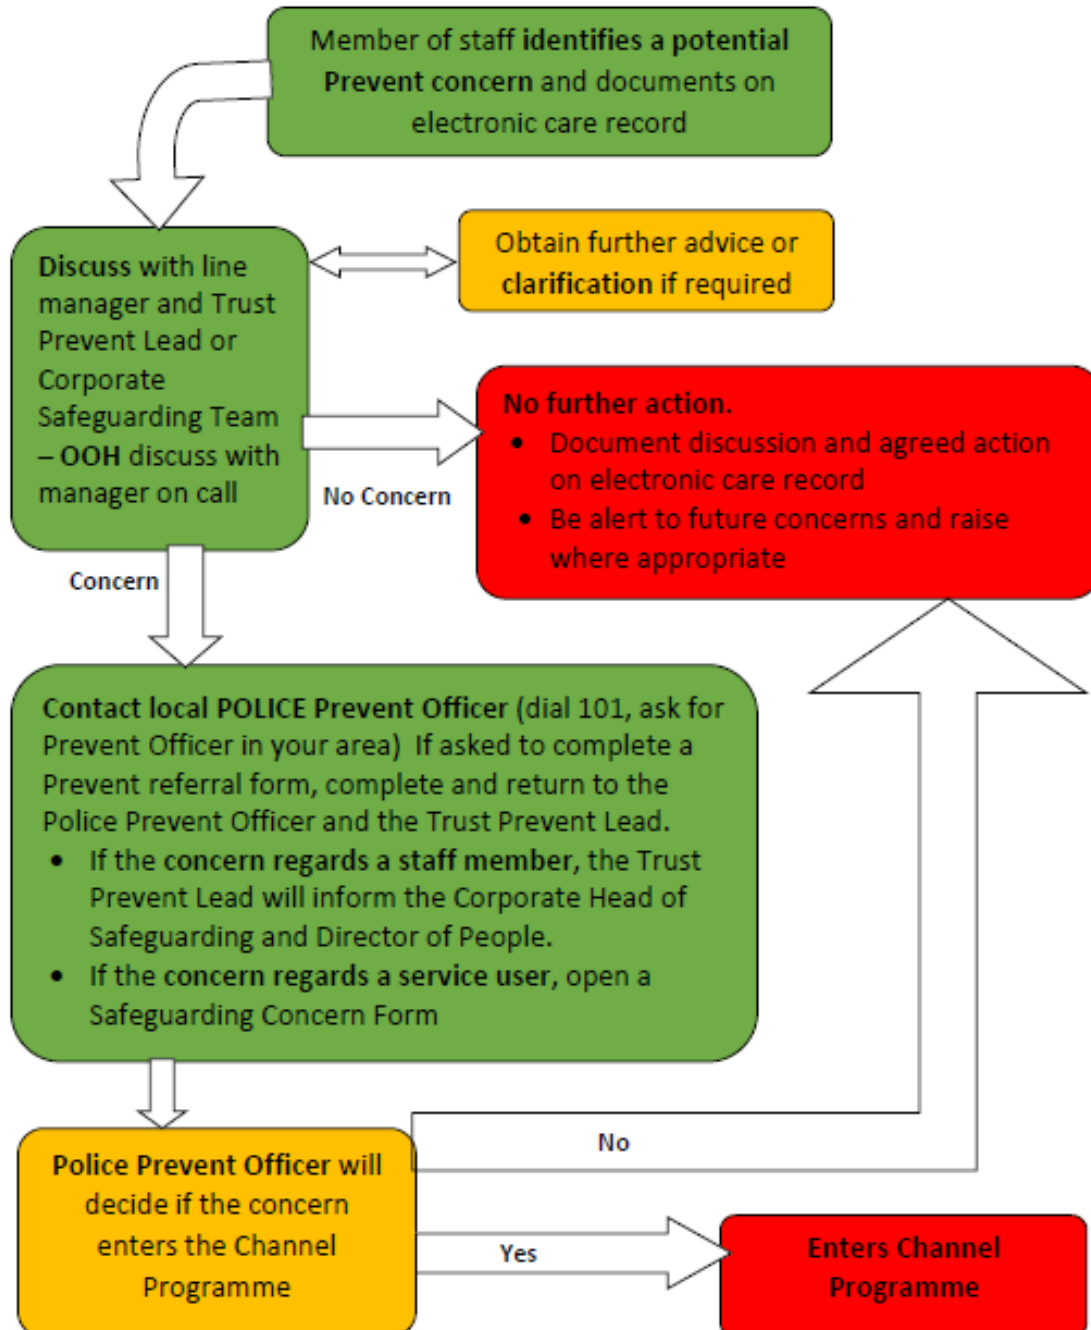 Member of staff identifies a potential
Prevent concern and documents on
electronic care record
Discuss with line
manager and Trust
Prevent Lead or
Corporate
Safeguarding Team
– OOH discuss with
manager on call
Obtain further advice or
clarification if required
No Concern
No further action.
• Document discussion and agreed action
on electronic care record
• Be alert to future concerns and raise
where appropriate
Concern
Contact local POLICE Prevent Officer (dial 101, ask for
Prevent Officer in your area) If asked to complete a
Prevent referral form, complete and return to the
Police Prevent Officer and the Trust Prevent Lead.
• If the concern regards a staff member, the Trust
Prevent Lead will inform the Corporate Head of
Safeguarding and Director of People.
• If the concern regards a service user, open a
Safeguarding Concern Form
Police Prevent Officer will
decide if the concern
enters the Channel
Programme
No
Yes
Enters Channel
Programme